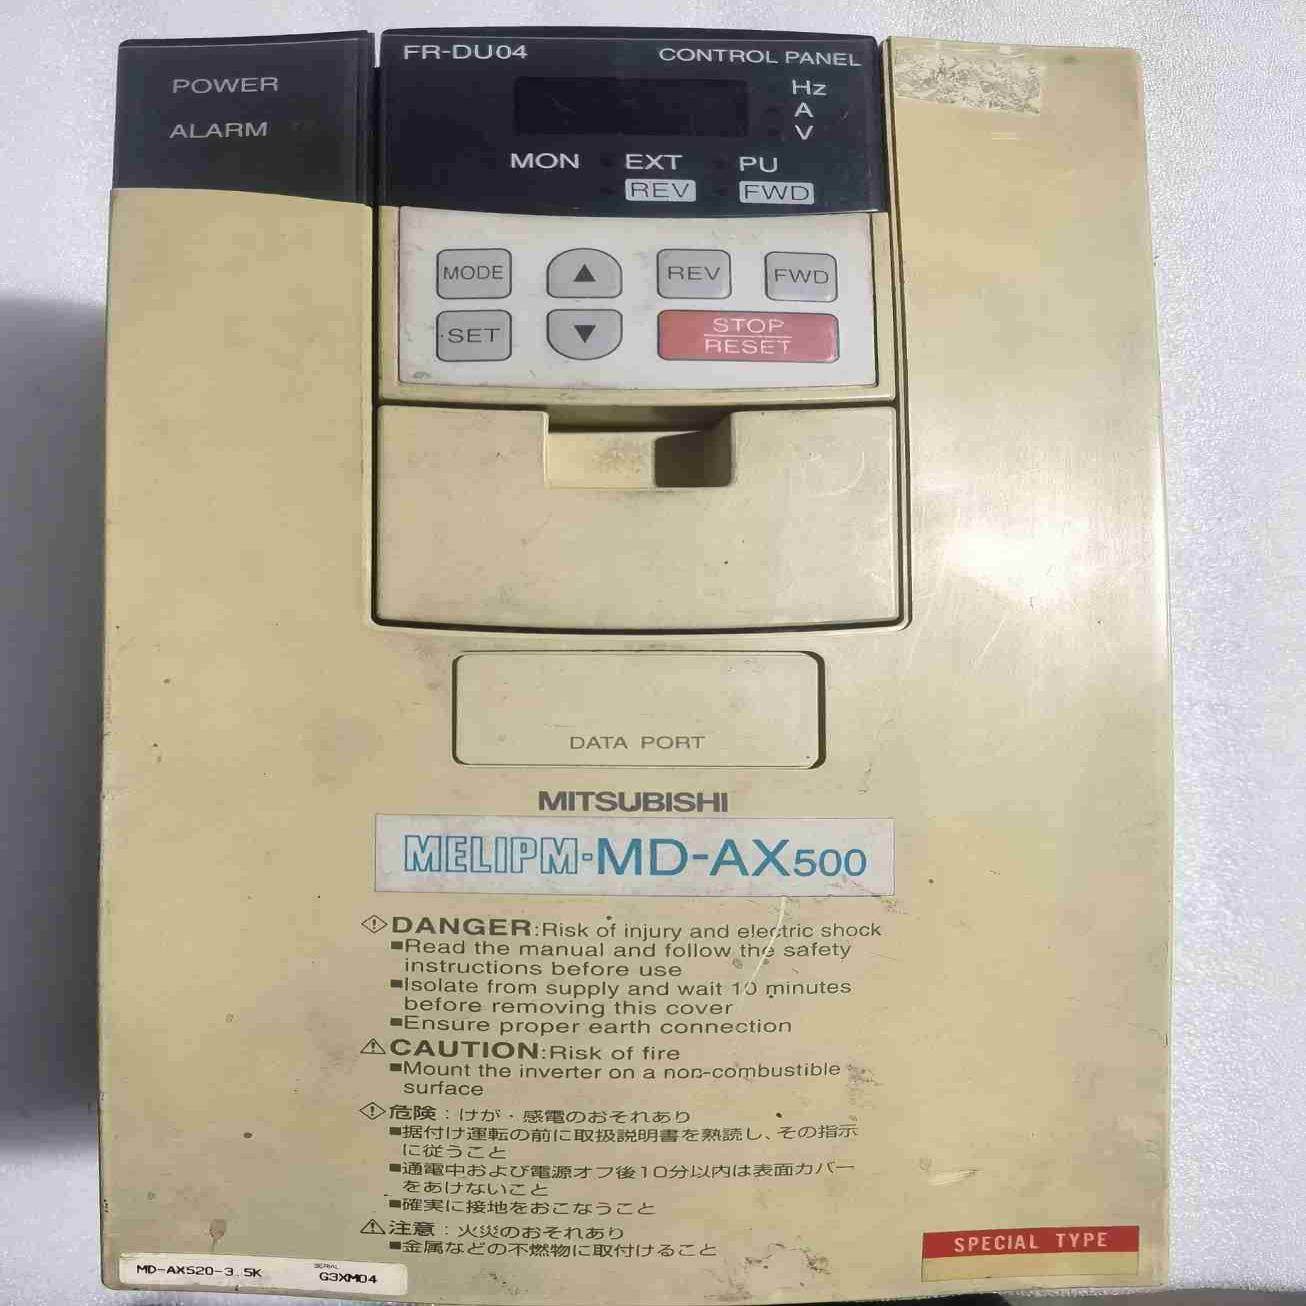 POWER
ALARM
FR-DU04 CONTROL PANEL
Hz
A
V
MON EXT PU
REV FWD
MODE ▲ REV FWD
SET ▼ STOP
RESET
DATA PORT
MITSUBISHI
MELIPM-MD-AX500
DANGER:Risk of injury and electric shock
■Read the manual and follow the safety
instructions before use
■Isolate from supply and wait 10 minutes
before removing this cover
■Ensure proper earth connection
CAUTION:Risk of fire
■Mount the inverter on a non-combustible
surface
危険：けが・感電のおそれあり
■据付け運転の前に取扱説明書を熟読し、その指示
に従うこと
■通電中および電源オフ後10分以内は表面カバー
をあけないこと
■確実に接地をおこなうこと
注意：火災のおそれあり
■金属などの不燃物に取付けること
SPECIAL TYPE
MD-AX520-3.5K SERIAL G3XM04